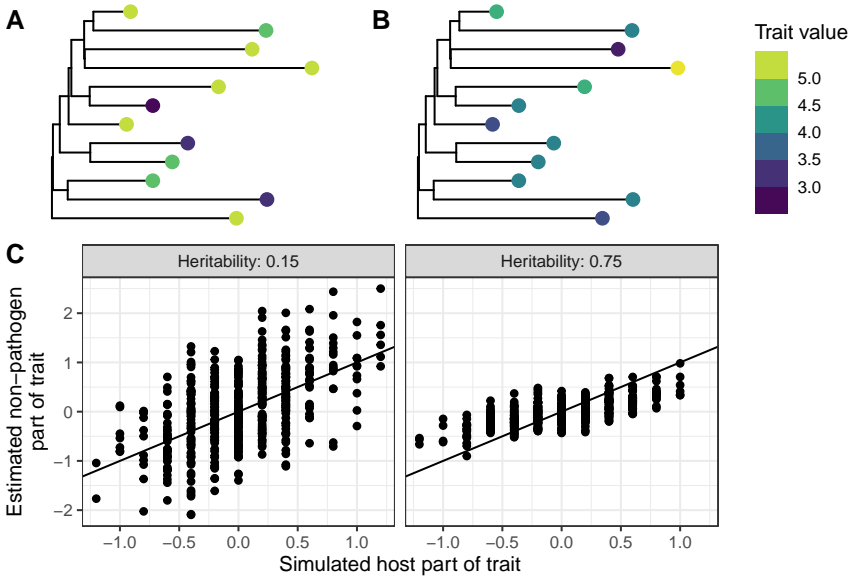 A
B
Trait value
5.0
4.5
4.0
3.5
3.0
C
Heritability: 0.15
Heritability: 0.75
Estimated non−pathogen
part of trait
2
1
0
−1
−2
−1.0 −0.5 0.0 0.5 1.0
−1.0 −0.5 0.0 0.5 1.0
Simulated host part of trait